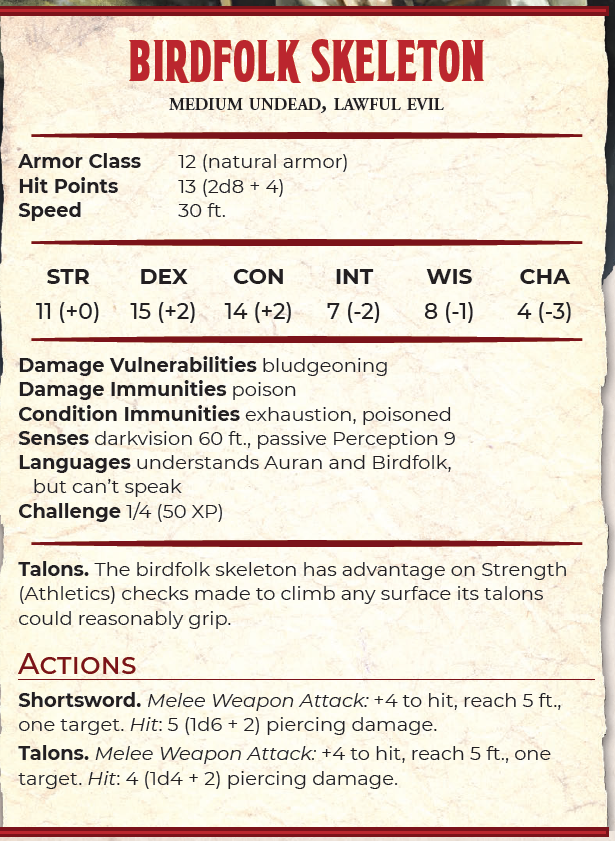 BIRDFOLK SKELETON
MEDIUM UNDEAD, LAWFUL EVIL
Armor Class 12 (natural armor)
Hit Points 13 (2d8 + 4)
Speed 30 ft.
STR DEX CON INT WIS CHA
11 (+0) 15 (+2) 14 (+2) 7 (-2) 8 (-1) 4 (-3)
Damage Vulnerabilities bludgeoning
Damage Immunities poison
Condition Immunities exhaustion, poisoned
Senses darkvision 60 ft., passive Perception 9
Languages understands Auran and Birdfolk,
but can't speak
Challenge 1/4 (50 XP)
Talons. The birdfolk skeleton has advantage on Strength
(Athletics) checks made to climb any surface its talons
could reasonably grip.
ACTIONS
Shortsword. Melee Weapon Attack: +4 to hit, reach 5 ft.,
one target. Hit: 5 (1d6 + 2) piercing damage.
Talons. Melee Weapon Attack: +4 to hit, reach 5 ft., one
target. Hit: 4 (1d4 + 2) piercing damage.